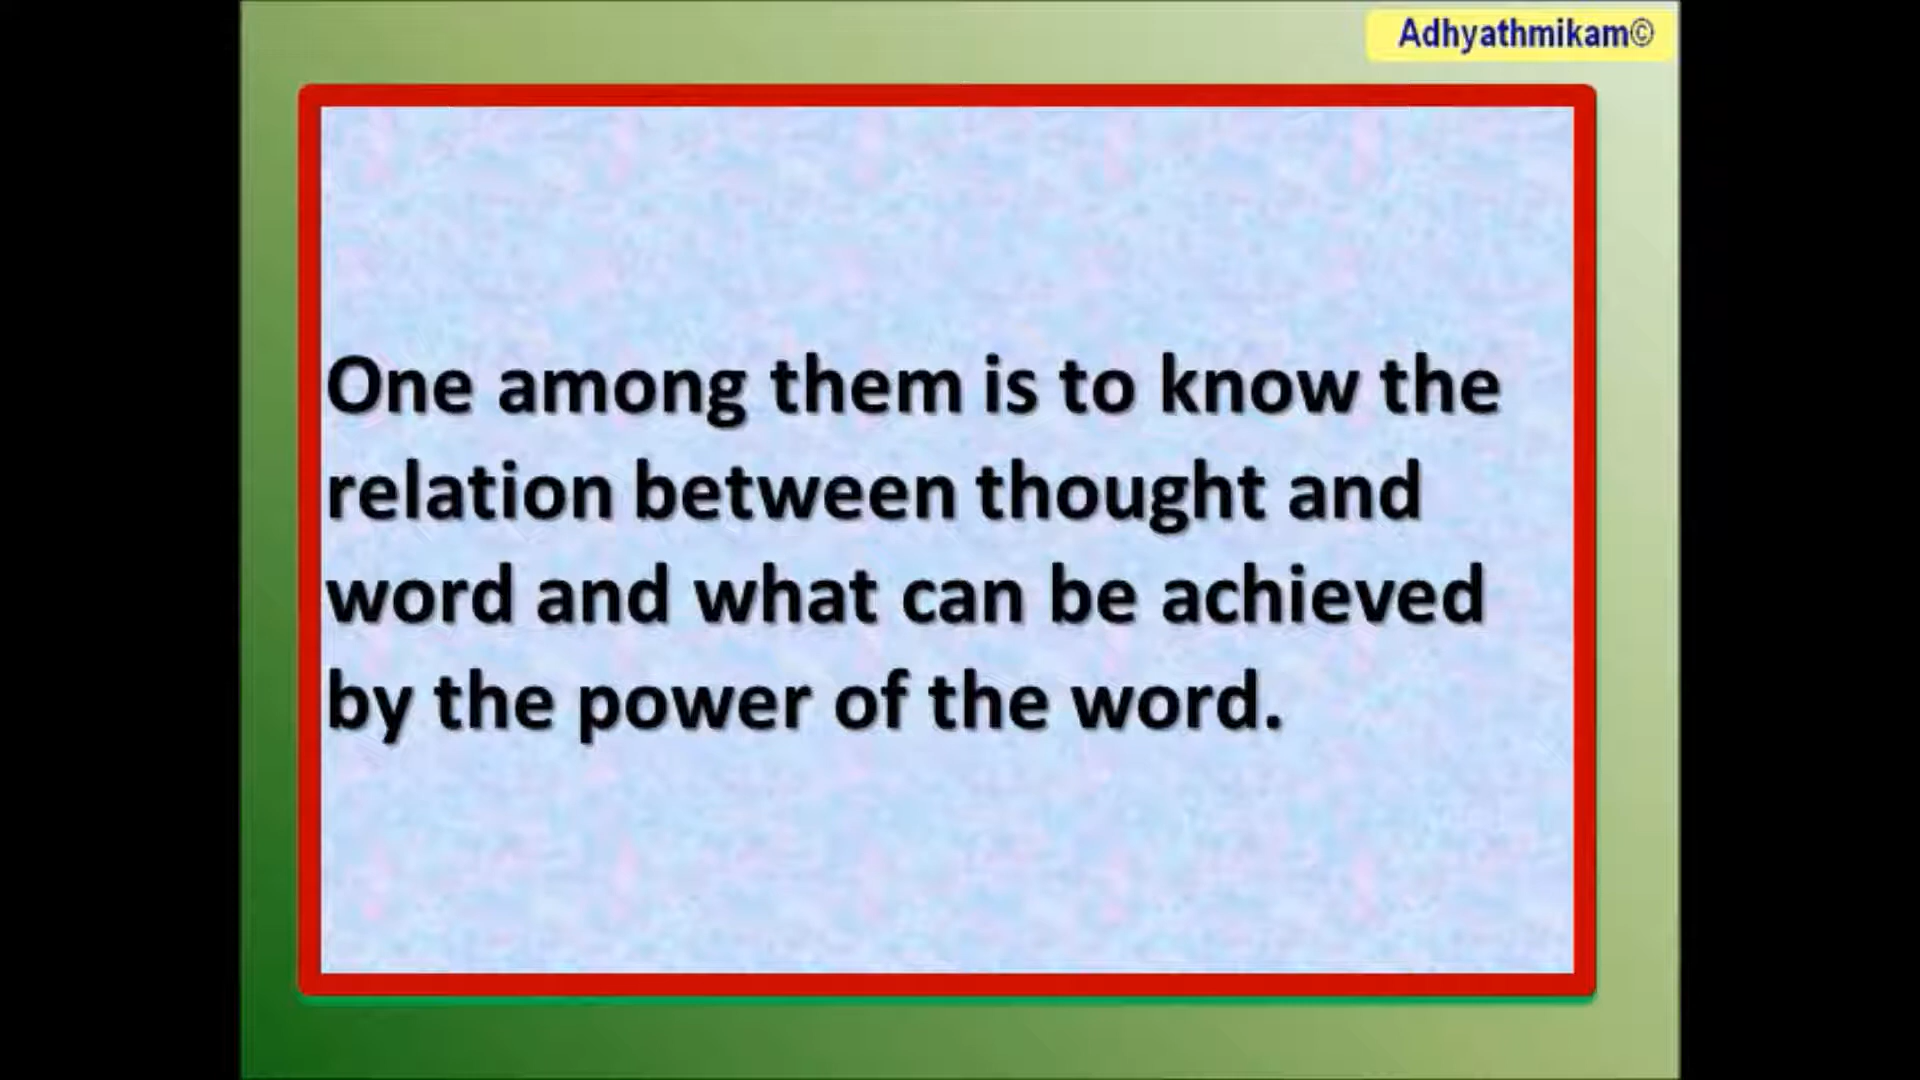 Adhyathmikam©
One among them is to know the
relation between thought and
word and what can be achieved
by the power of the word.